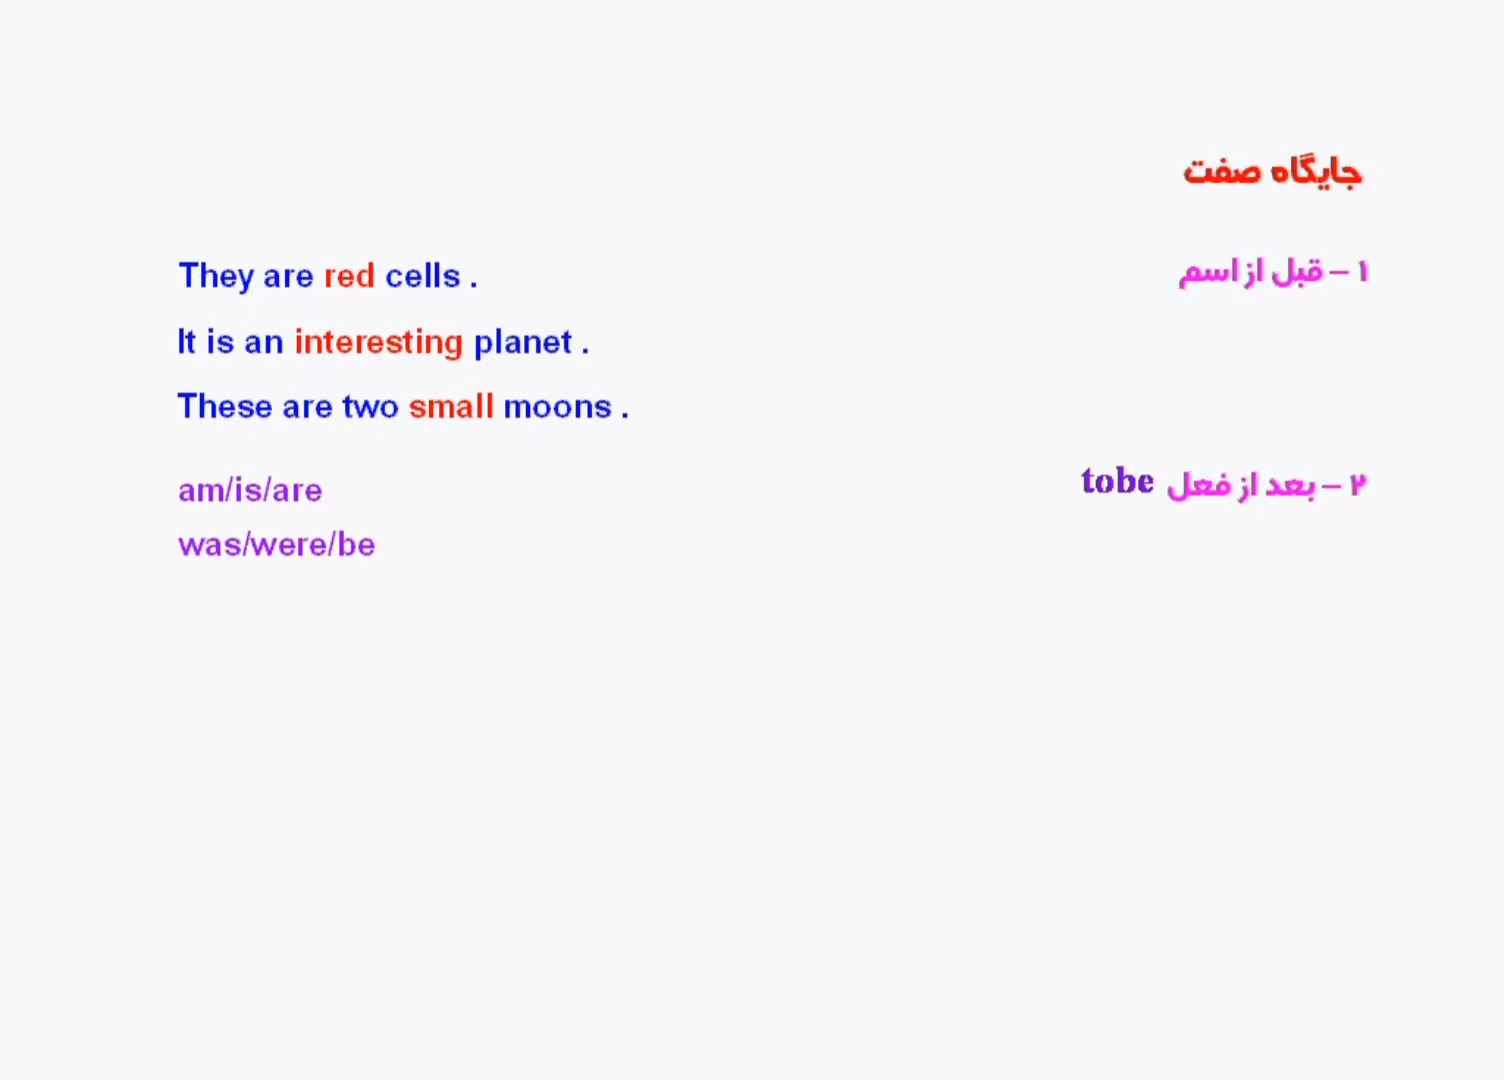 جایگاه صفت
۱ – قبل از اسم
They are red cells .
It is an interesting planet .
These are two small moons .
۲ – بعد از فعل tobe
am/is/are
was/were/be